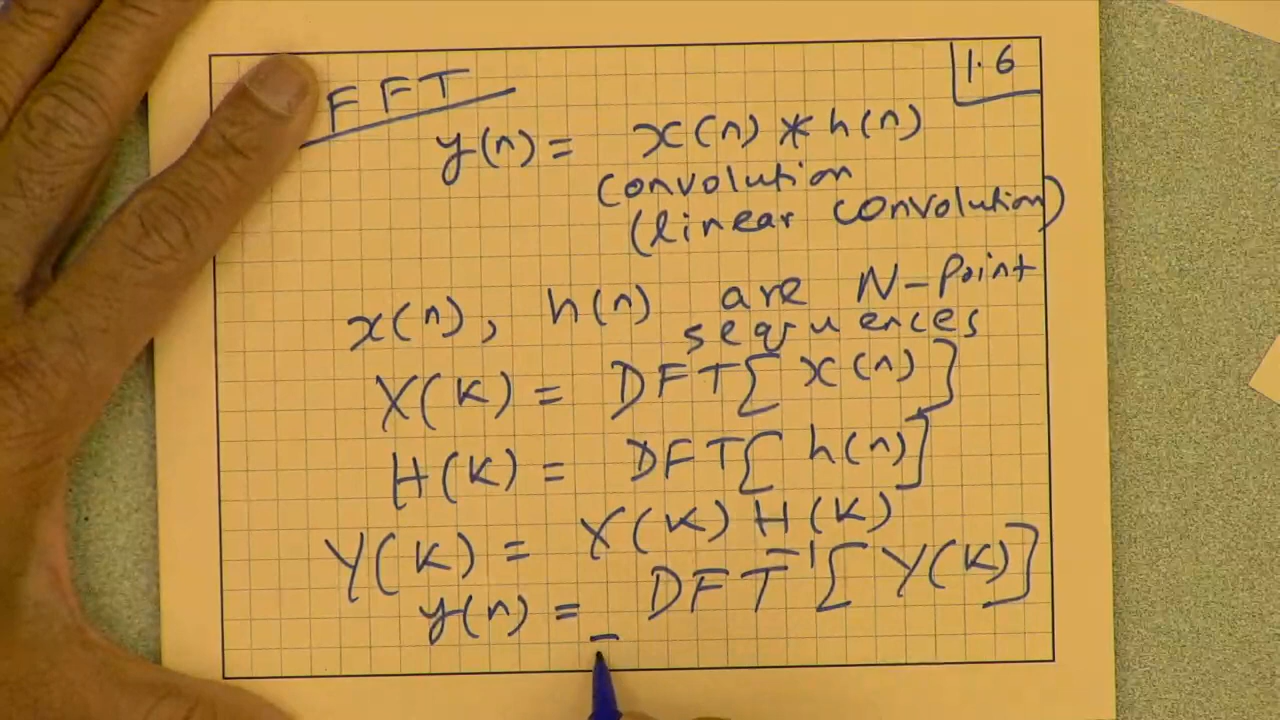 FFT
1.6
y(n) = x(n) * h(n)
convolution
(linear convolution)
x(n), h(n) are N-Point
sequences
X(K) = DFT[x(n)]
H(K) = DFT[h(n)]
Y(K) = X(K) H(K)
y(n) = DFT⁻¹[Y(K)]